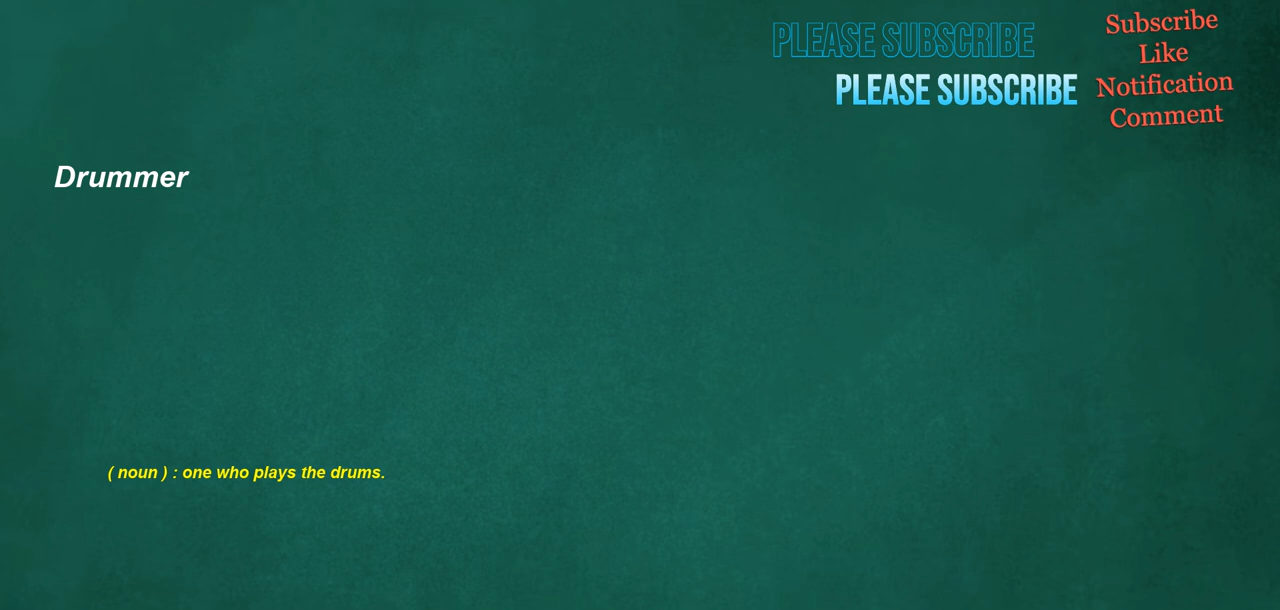 PLEASE SUBSCRIBE
PLEASE SUBSCRIBE
Subscribe
Like
Notification
Comment
Drummer
( noun ) : one who plays the drums.